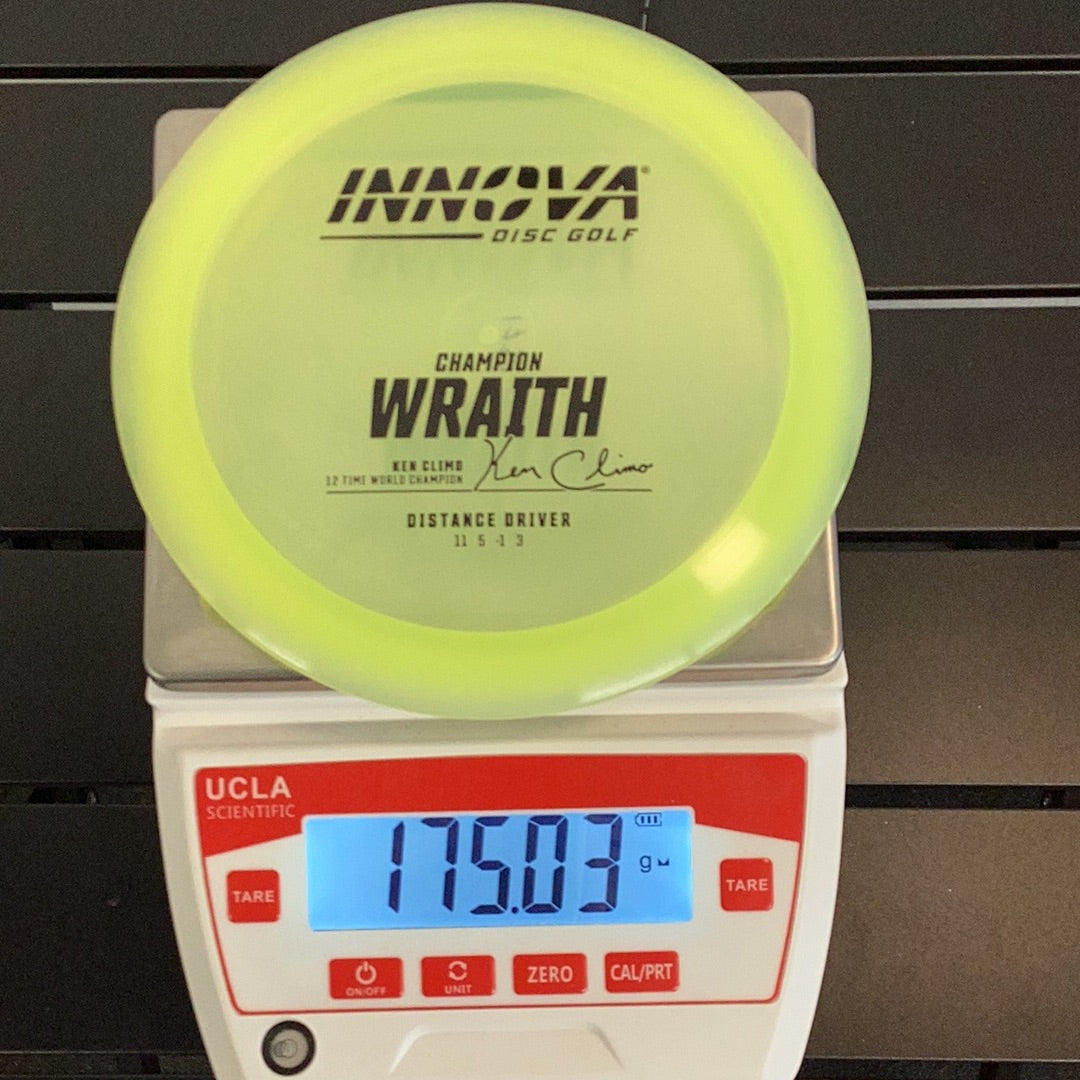 INNOVA®
DISC GOLF
CHAMPION
WRAITH
KEN CLIMO
12 TIME WORLD CHAMPION
Ken Climo
DISTANCE DRIVER
11 5 -1 3
UCLA
SCIENTIFIC
175.03 g
TARE
TARE
ON/OFF
UNIT
ZERO
CAL/PRT